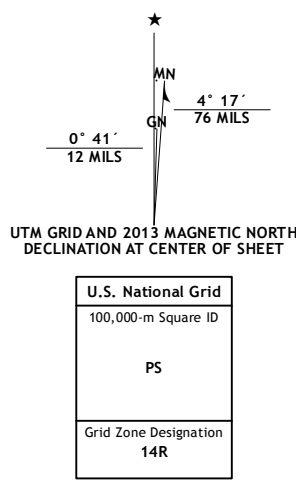 ★
MN
4° 17´
76 MILS
GN
0° 41´
12 MILS
UTM GRID AND 2013 MAGNETIC NORTH
DECLINATION AT CENTER OF SHEET
U.S. National Grid
100,000-m Square ID
PS
Grid Zone Designation
14R